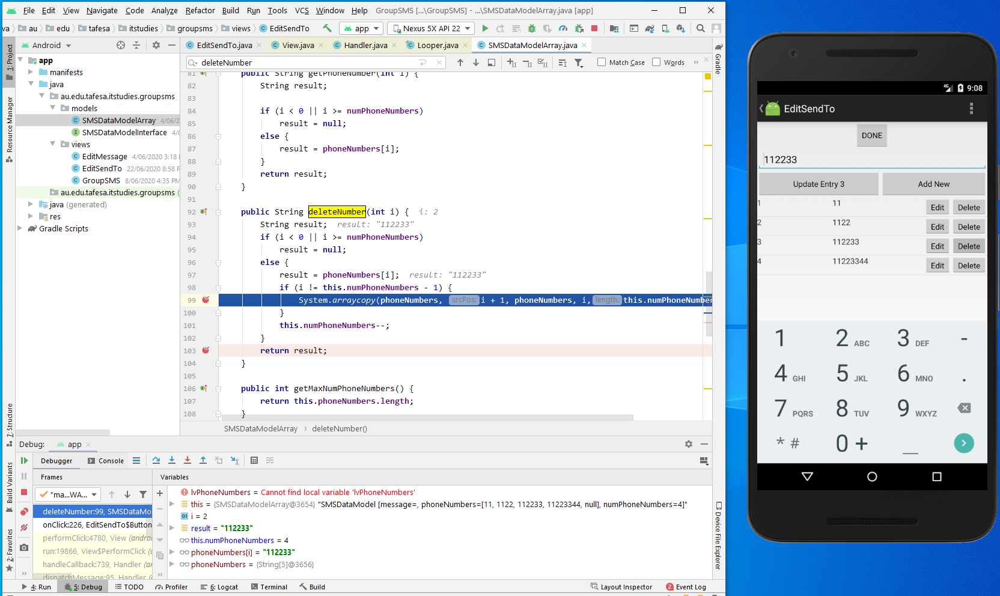 File Edit View Navigate Code Analyze Refactor Build Run Tools VCS Window Help GroupSMS [...\GroupSMS] - ...\SMSDataModelArray.java [app]
va au edu tafesa itstudies groupsms views EditSendTo app Nexus 5X API 22
Android
EditSendTo.java View.java Handler.java Looper.java SMSDataModelArray.java
deleteNumber
Match Case Words
1: Project
Resource Manager
7: Structure
Build Variants
2: Favorites
app
manifests
java
au.edu.tafesa.itstudies.groupsms
models
SMSDataModelArray 4/06/2
SMSDataModelInterface 4/0
views
EditMessage 4/06/2020 3:18
EditSendTo 22/06/2020 8:58 P
GroupSMS 8/06/2020 4:35 PM
au.edu.tafesa.itstudies.groupsms (
java (generated)
res
Gradle Scripts
81 public String getPhoneNumber(int i) {
82 String result;
83
84 if (i < 0 || i >= numPhoneNumbers)
85 result = null;
86 else {
87 result = phoneNumbers[i];
88 }
89 return result;
90 }
91
92 public String deleteNumber(int i) { i: 2
93 String result; result: "112233"
94 if (i < 0 || i >= numPhoneNumbers)
95 result = null;
96 else {
97 result = phoneNumbers[i]; result: "112233"
98 if (i != this.numPhoneNumbers - 1) {
99 System.arraycopy(phoneNumbers, srcPos: i + 1, phoneNumbers, i, length: this.numPhoneNumber
100 }
101 this.numPhoneNumbers--;
102 }
103 return result;
104 }
105
106 public int getMaxNumPhoneNumbers() {
107 return this.phoneNumbers.length;
108 }
SMSDataModelArray › deleteNumber()
Gradle
Device File Explorer
Debug: app
Debugger Console
Frames
Variables
"ma...WA...
deleteNumber:99, SMSDataMo
onClick:226, EditSendTo$Button
performClick:4780, View (androi
run:19866, View$PerformClick (a
handleCallback:739, Handler (an
dispatchMessage:95, Handler (a
lvPhoneNumbers = Cannot find local variable 'lvPhoneNumbers'
this = {SMSDataModelArray@3654} "SMSDataModel [message=, phoneNumbers=[11, 1122, 112233, 11223344, null], numPhoneNumbers=4]"
01 i = 2
result = "112233"
this.numPhoneNumbers = 4
phoneNumbers[i] = "112233"
phoneNumbers = {String[5]@3656}
4: Run 5: Debug TODO Profiler 6: Logcat Terminal Build Layout Inspector 2 Event Log
4G 9:08
EditSendTo
DONE
112233
Update Entry 3 Add New
1 11 Edit Delete
2 1122 Edit Delete
3 112233 Edit Delete
4 11223344 Edit Delete
1 2 ABC 3 DEF -
4 GHI 5 JKL 6 MNO .
7 PQRS 8 TUV 9 WXYZ
* # 0 + _